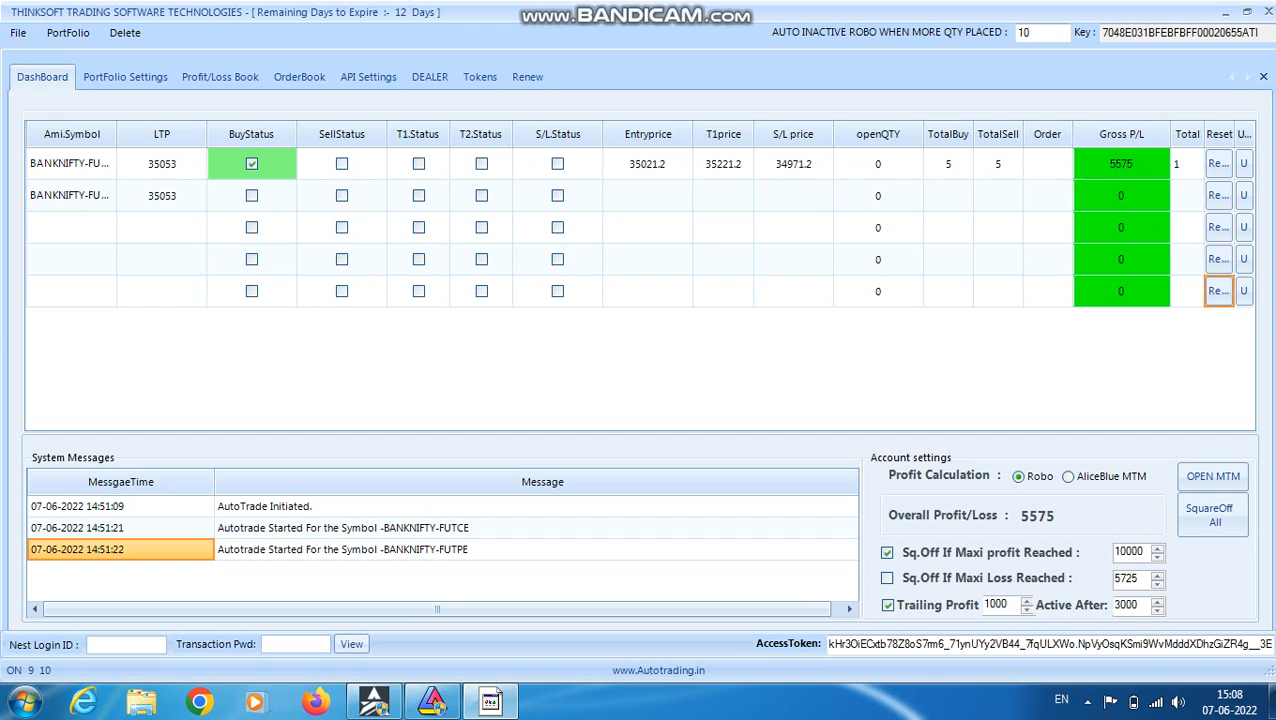 THINKSOFT TRADING SOFTWARE TECHNOLOGIES - [ Remaining Days to Expire :- 12 Days ]
www.BANDICAM.com
File PortFolio Delete
AUTO INACTIVE ROBO WHEN MORE QTY PLACED : 10 Key : 7048E031BFEBFBFF00020655ATI
DashBoard PortFolio Settings Profit/Loss Book OrderBook API Settings DEALER Tokens Renew
Ami.Symbol LTP BuyStatus SellStatus T1.Status T2.Status S/L.Status Entryprice T1price S/L price openQTY TotalBuy TotalSell Order Gross P/L Total Reset U...
BANKNIFTY-FU... 35053 35021.2 35221.2 34971.2 0 5 5 5575 1 Re... U
BANKNIFTY-FU... 35053 0 0 Re... U
0 0 Re... U
0 0 Re... U
0 0 Re... U
System Messages
MessgaeTime Message
07-06-2022 14:51:09 AutoTrade Initiated.
07-06-2022 14:51:21 Autotrade Started For the Symbol -BANKNIFTY-FUTCE
07-06-2022 14:51:22 Autotrade Started For the Symbol -BANKNIFTY-FUTPE
Account settings
Profit Calculation : Robo AliceBlue MTM OPEN MTM
Overall Profit/Loss : 5575
SquareOff All
Sq.Off If Maxi profit Reached : 10000
Sq.Off If Maxi Loss Reached : 5725
Trailing Profit 1000 Active After: 3000
Nest Login ID : Transaction Pwd: View
AccessToken:
ON 9 10 www.Autotrading.in
EN 15:08
07-06-2022